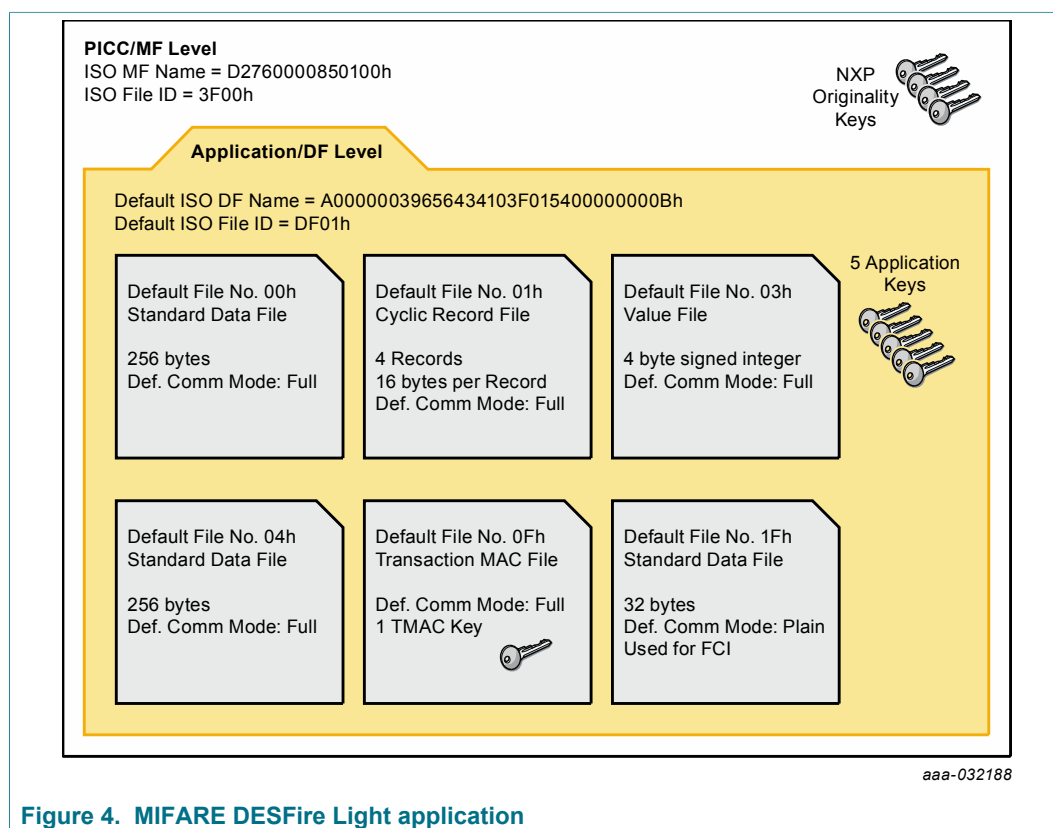 PICC/MF Level
ISO MF Name = D2760000850100h
ISO File ID = 3F00h
NXP
Originality
Keys
Application/DF Level
Default ISO DF Name = A00000039656434103F015400000000Bh
Default ISO File ID = DF01h
5 Application
Keys
Default File No. 00h
Standard Data File
256 bytes
Def. Comm Mode: Full
Default File No. 01h
Cyclic Record File
4 Records
16 bytes per Record
Def. Comm Mode: Full
Default File No. 03h
Value File
4 byte signed integer
Def. Comm Mode: Full
Default File No. 04h
Standard Data File
256 bytes
Def. Comm Mode: Full
Default File No. 0Fh
Transaction MAC File
Def. Comm Mode: Full
1 TMAC Key
Default File No. 1Fh
Standard Data File
32 bytes
Def. Comm Mode: Plain
Used for FCI
aaa-032188
Figure 4. MIFARE DESFire Light application